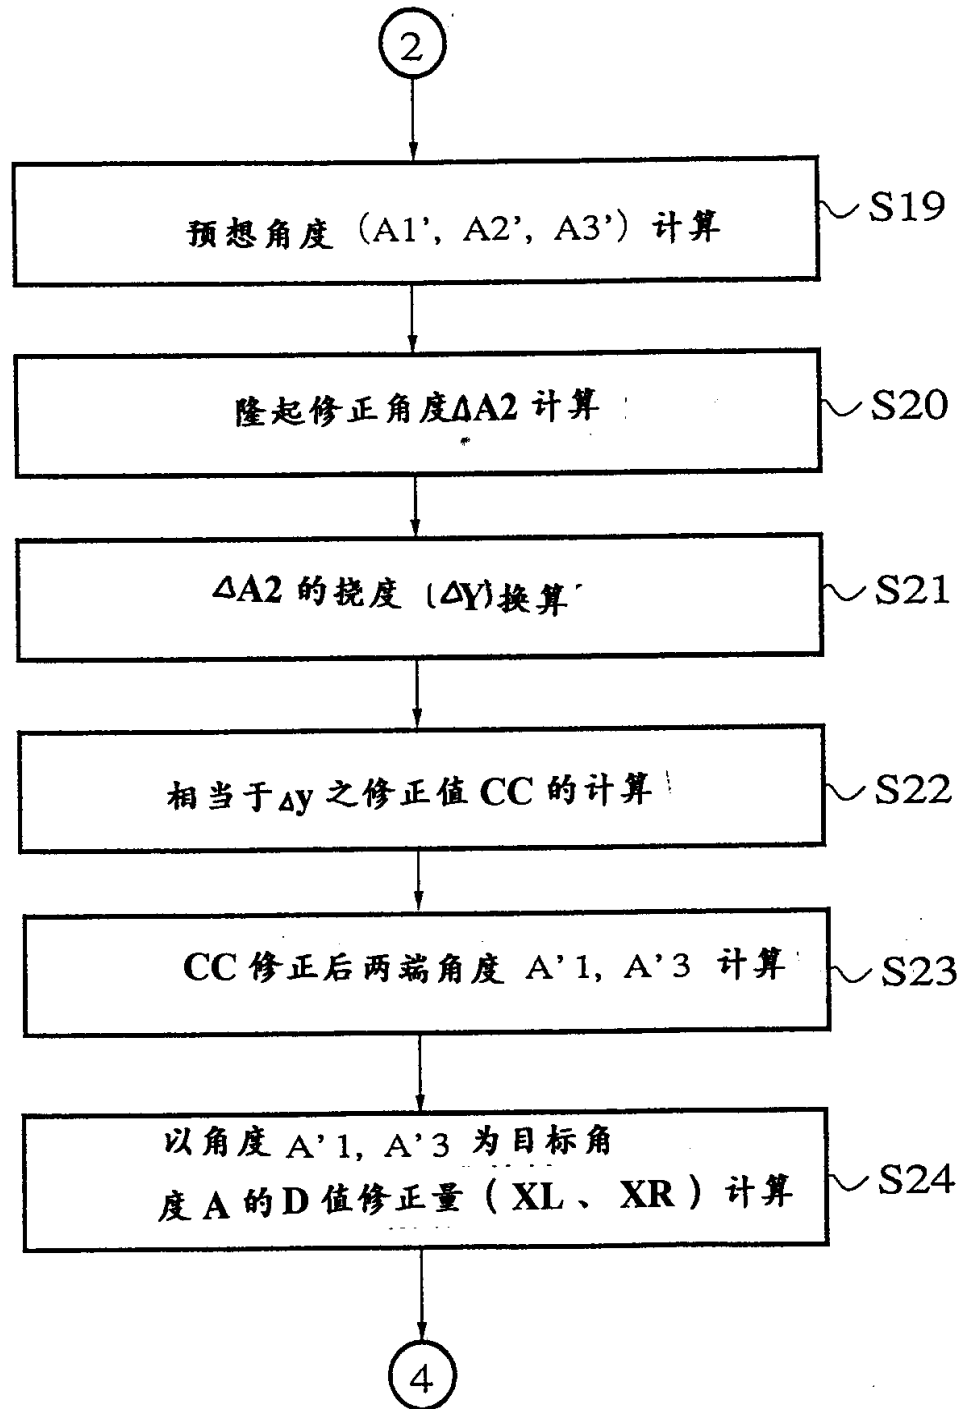 2
预想角度（A1', A2', A3'）计算
S19
隆起修正角度ΔA2 计算
S20
ΔA2 的挠度（ΔY)换算
S21
相当于Δy 之修正值 CC 的计算
S22
CC 修正后两端角度 A'1, A'3 计算
S23
以角度 A'1, A'3 为目标角
度 A 的 D 值修正量（XL、XR）计算
S24
4